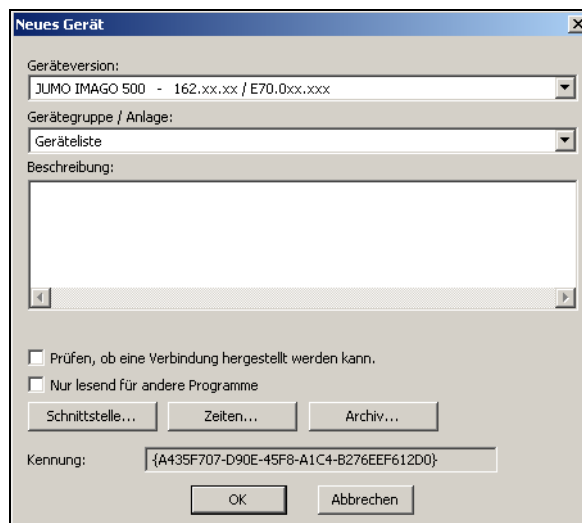 Neues Gerät
Geräteversion:
JUMO IMAGO 500 - 162.xx.xx / E70.0xx.xxx
Gerätegruppe / Anlage:
Geräteliste
Beschreibung:
Prüfen, ob eine Verbindung hergestellt werden kann.
Nur lesend für andere Programme
Schnittstelle... Zeiten... Archiv...
Kennung: {A435F707-D90E-45F8-A1C4-B276EEF612D0}
OK Abbrechen